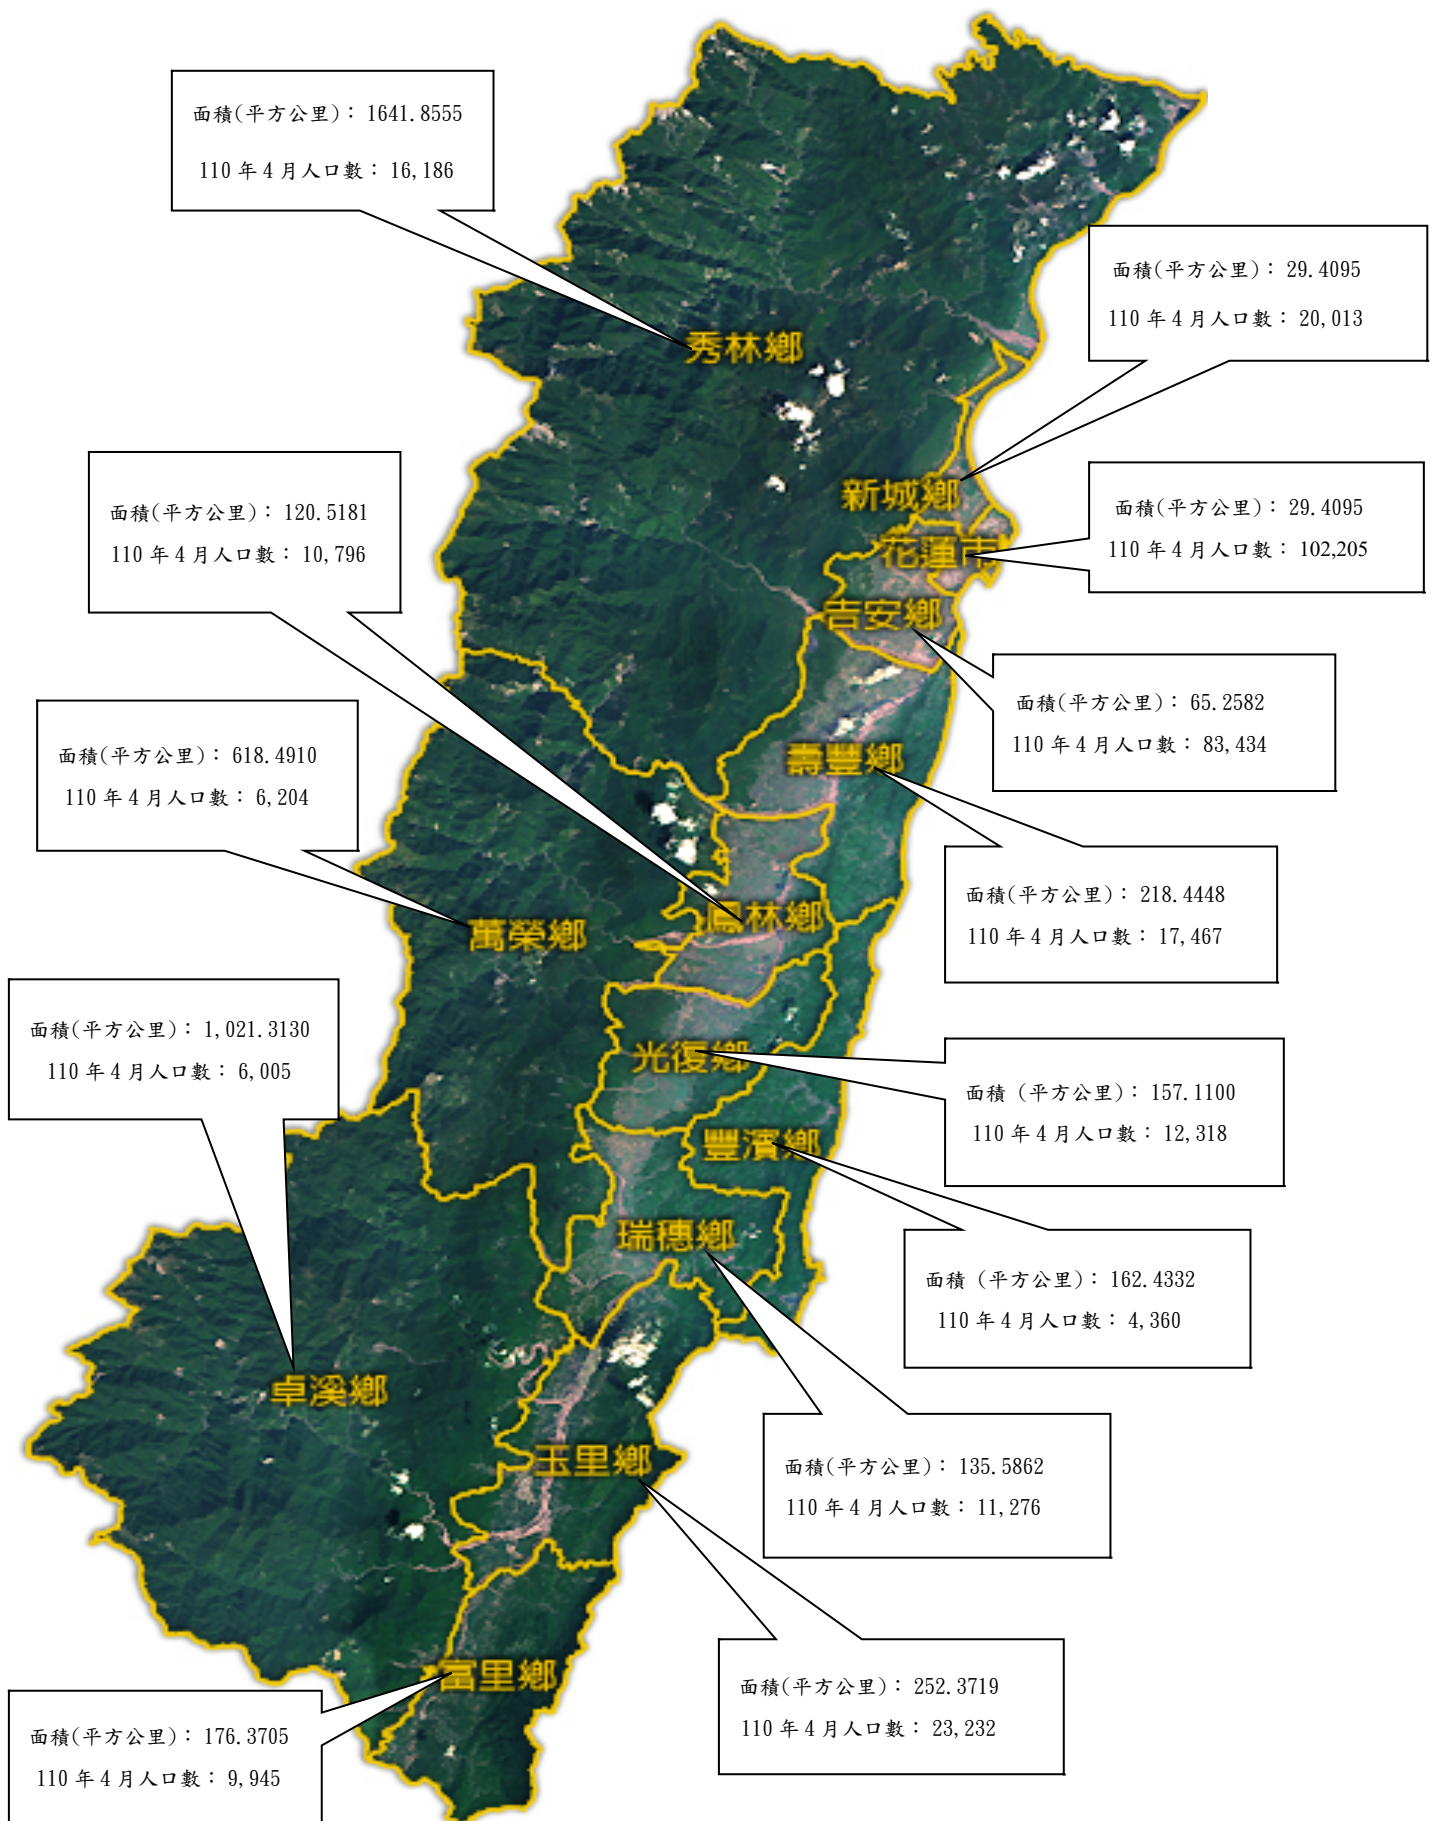 面積(平方公里)：1641.8555
110年4月人口數：16,186
面積(平方公里)：29.4095
110年4月人口數：20,013
秀林鄉
面積(平方公里)：120.5181
110年4月人口數：10,796
新城鄉
面積(平方公里)：29.4095
110年4月人口數：102,205
花蓮市
吉安鄉
面積(平方公里)：65.2582
110年4月人口數：83,434
面積(平方公里)：618.4910
110年4月人口數：6,204
壽豐鄉
面積(平方公里)：218.4448
110年4月人口數：17,467
鳳林鄉
萬榮鄉
面積(平方公里)：1,021.3130
110年4月人口數：6,005
光復鄉
面積（平方公里)：157.1100
110年4月人口數：12,318
豐濱鄉
瑞穗鄉
面積（平方公里)：162.4332
110年4月人口數：4,360
卓溪鄉
玉里鄉
面積(平方公里)：135.5862
110年4月人口數：11,276
富里鄉
面積(平方公里)：252.3719
110年4月人口數：23,232
面積(平方公里)：176.3705
110年4月人口數：9,945